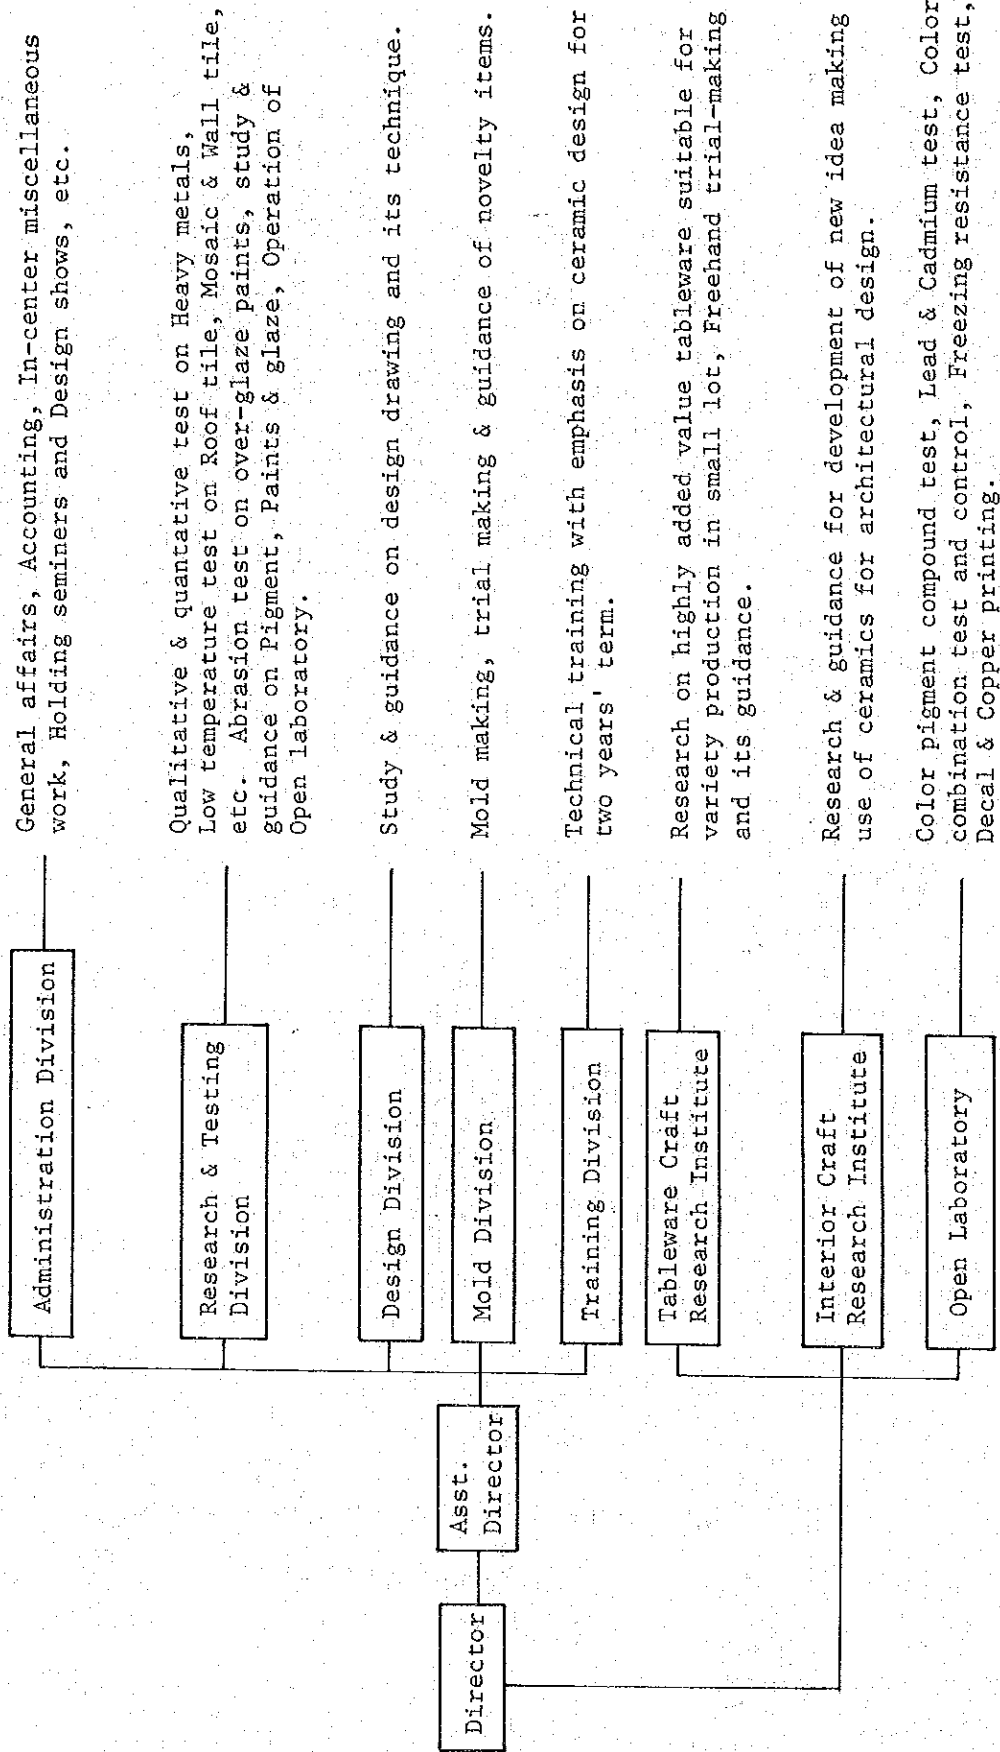 Director
Asst.
Director
Administration Division
General affairs, Accounting, In-center miscellaneous
work, Holding seminers and Design shows, etc.
Research & Testing
Division
Qualitative & quantative test on Heavy metals,
Low temperature test on Roof tile, Mosaic & Wall tile,
etc. Abrasion test on over-glaze paints, study &
guidance on Pigment, Paints & glaze, Operation of
Open laboratory.
Design Division
Study & guidance on design drawing and its technique.
Mold Division
Mold making, trial making & guidance of novelty items.
Training Division
Technical training with emphasis on ceramic design for
two years' term.
Tableware Craft
Research Institute
Research on highly added value tableware suitable for
variety production in small lot, Freehand trial-making
and its guidance.
Interior Craft
Research Institute
Research & guidance for development of new idea making
use of ceramics for architectural design.
Open Laboratory
Color pigment compound test, Lead & Cadmium test, Color
combination test and control, Freezing resistance test,
Decal & Copper printing.